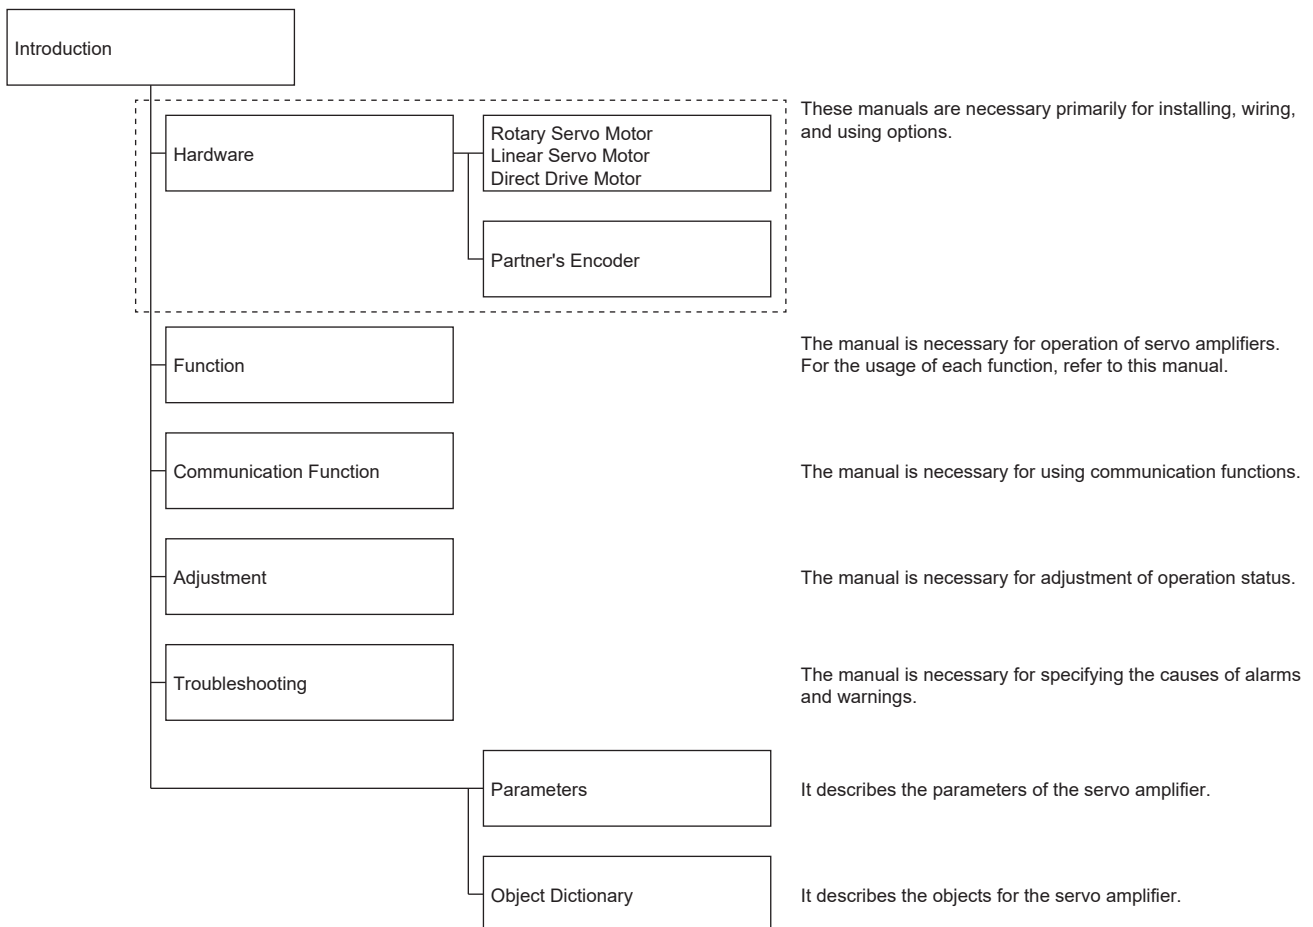 Introduction
These manuals are necessary primarily for installing, wiring,
and using options.
Hardware
Rotary Servo Motor
Linear Servo Motor
Direct Drive Motor
Partner's Encoder
Function
The manual is necessary for operation of servo amplifiers.
For the usage of each function, refer to this manual.
Communication Function
The manual is necessary for using communication functions.
Adjustment
The manual is necessary for adjustment of operation status.
Troubleshooting
The manual is necessary for specifying the causes of alarms
and warnings.
Parameters
It describes the parameters of the servo amplifier.
Object Dictionary
It describes the objects for the servo amplifier.